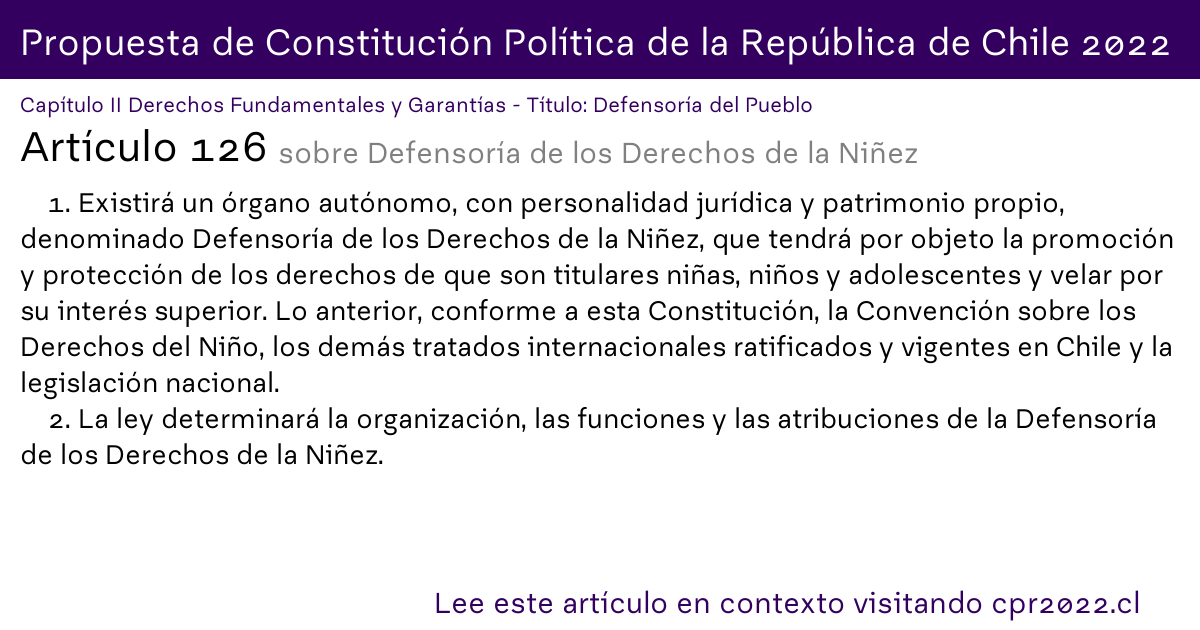 Propuesta de Constitución Política de la República de Chile 2022
Capítulo II Derechos Fundamentales y Garantías - Título: Defensoría del Pueblo
Artículo 126 sobre Defensoría de los Derechos de la Niñez
1. Existirá un órgano autónomo, con personalidad jurídica y patrimonio propio,
denominado Defensoría de los Derechos de la Niñez, que tendrá por objeto la promoción
y protección de los derechos de que son titulares niñas, niños y adolescentes y velar por
su interés superior. Lo anterior, conforme a esta Constitución, la Convención sobre los
Derechos del Niño, los demás tratados internacionales ratificados y vigentes en Chile y la
legislación nacional.
2. La ley determinará la organización, las funciones y las atribuciones de la Defensoría
de los Derechos de la Niñez.
Lee este artículo en contexto visitando cpr2022.cl